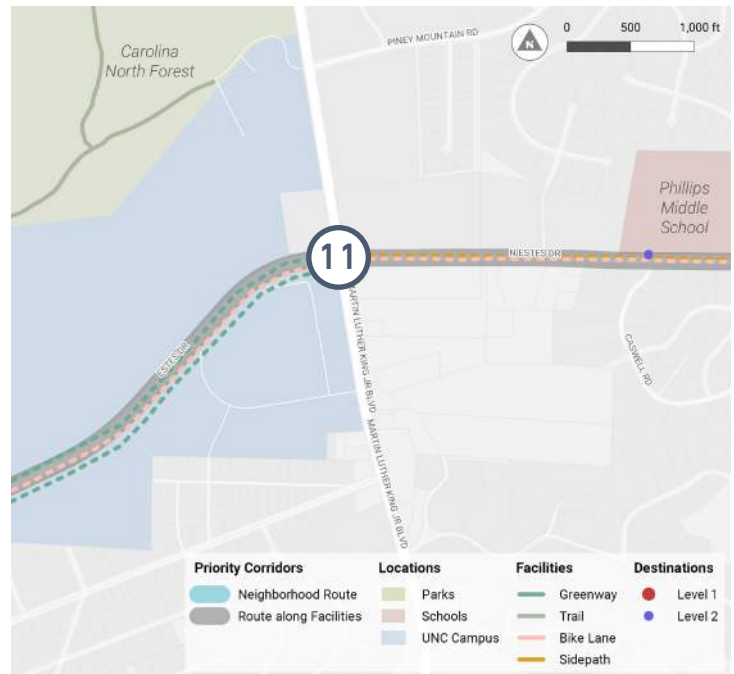 Carolina
North Forest
PINEY MOUNTAIN RD
N
0 500 1,000 ft
Phillips
Middle
School
11
N ESTES DR
ESTES DR
MARTIN LUTHER KING JR BLVD
MARTIN LUTHER KING JR BLVD
CASWELL RD
Priority Corridors
Neighborhood Route
Route along Facilities
Locations
Parks
Schools
UNC Campus
Facilities
Greenway
Trail
Bike Lane
Sidepath
Destinations
Level 1
Level 2